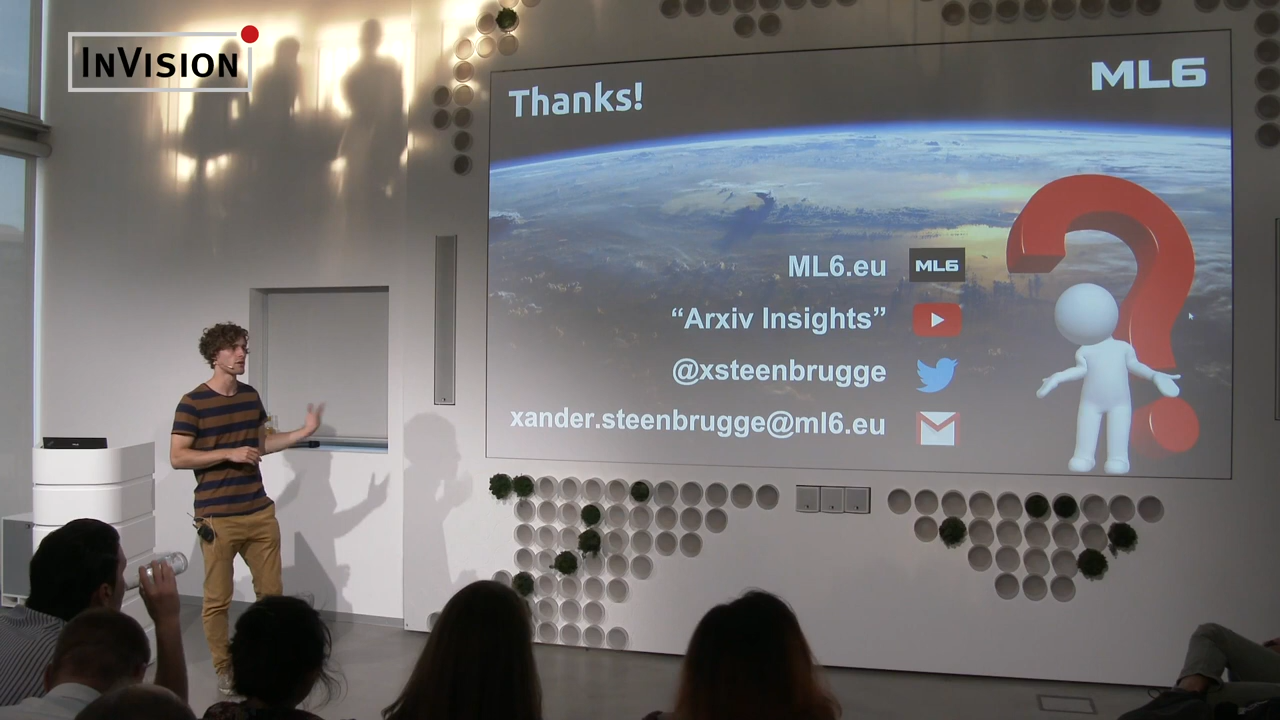 INVISION
Thanks!
ML6
ML6.eu
ML6
“Arxiv Insights”
@xsteenbrugge
xander.steenbrugge@ml6.eu